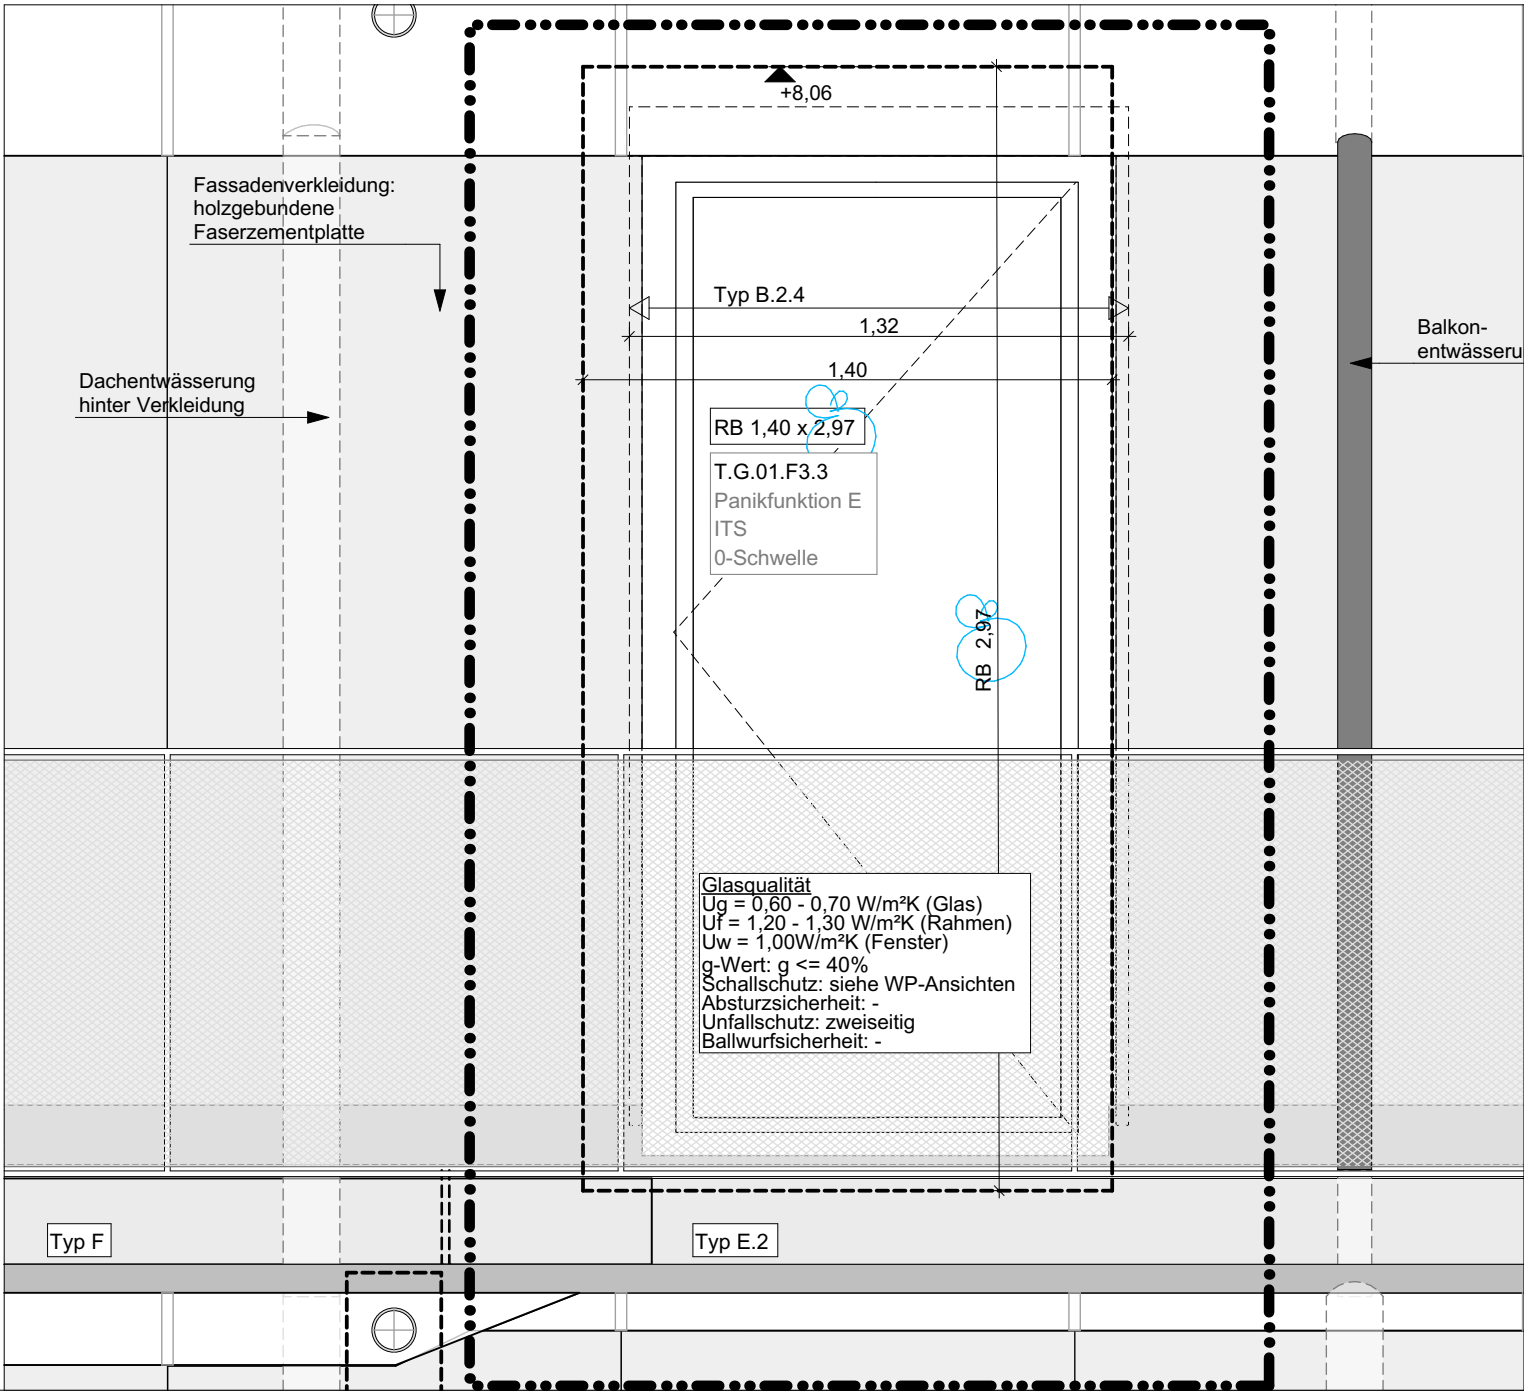 +8,06
Fassadenverkleidung:
holzgebundene
Faserzementplatte
Typ B.2.4
1,32
Balkon-
entwässeru
1,40
Dachentwässerung
hinter Verkleidung
RB 1,40 x 2,97
T.G.01.F3.3
Panikfunktion E
ITS
0-Schwelle
RB 2,97
Glasqualität
Ug = 0,60 - 0,70 W/m²K (Glas)
Uf = 1,20 - 1,30 W/m²K (Rahmen)
Uw = 1,00W/m²K (Fenster)
g-Wert: g <= 40%
Schallschutz: siehe WP-Ansichten
Absturzsicherheit: -
Unfallschutz: zweiseitig
Ballwurfsicherheit: -
Typ F
Typ E.2